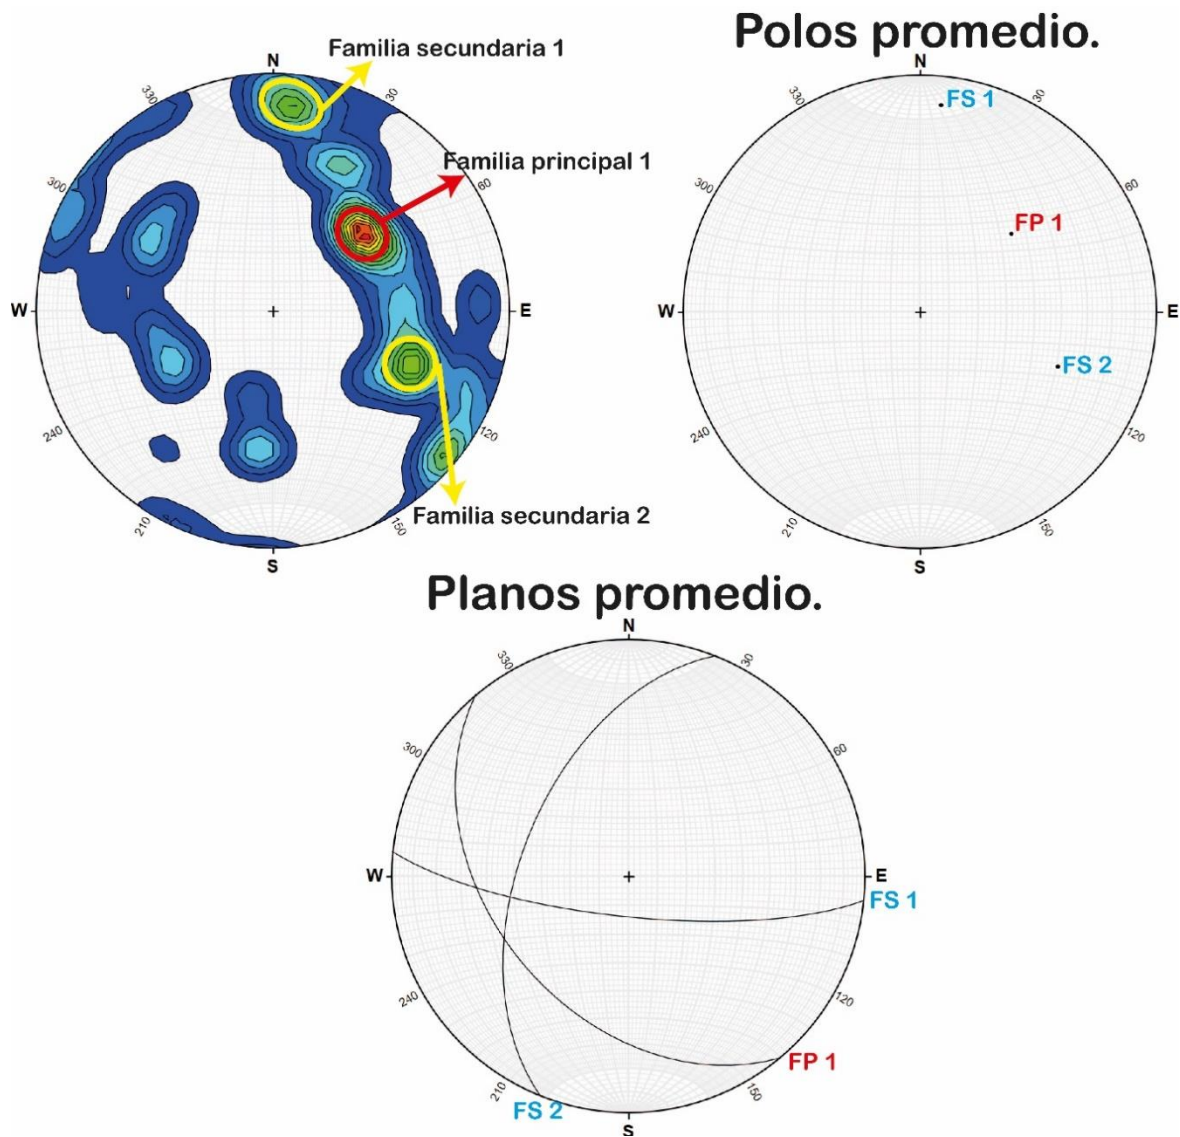 Familia secundaria 1
N
330
30
Familia principal 1
300
60
W
E
240
120
210
150
Familia secundaria 2
S
Polos promedio.
N
330
FS 1
30
300
60
FP 1
W
E
FS 2
240
120
210
150
S
Planos promedio.
N
330
30
300
60
W
E
FS 1
240
120
FP 1
210
150
FS 2
S